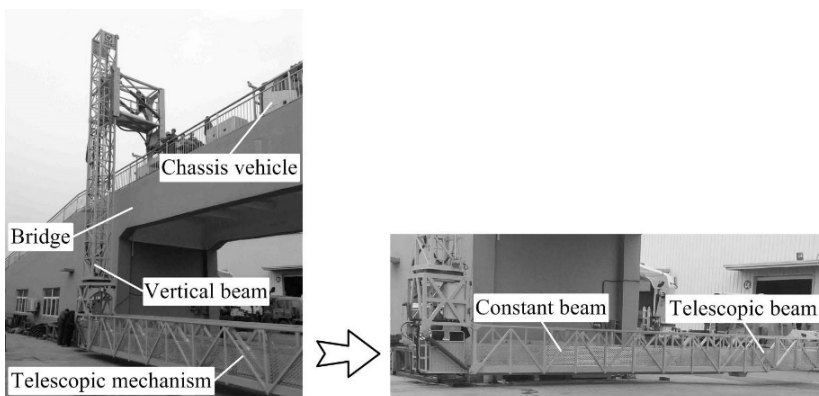 Chassis vehicle
Bridge
Vertical beam
Telescopic mechanism
Constant beam
Telescopic beam